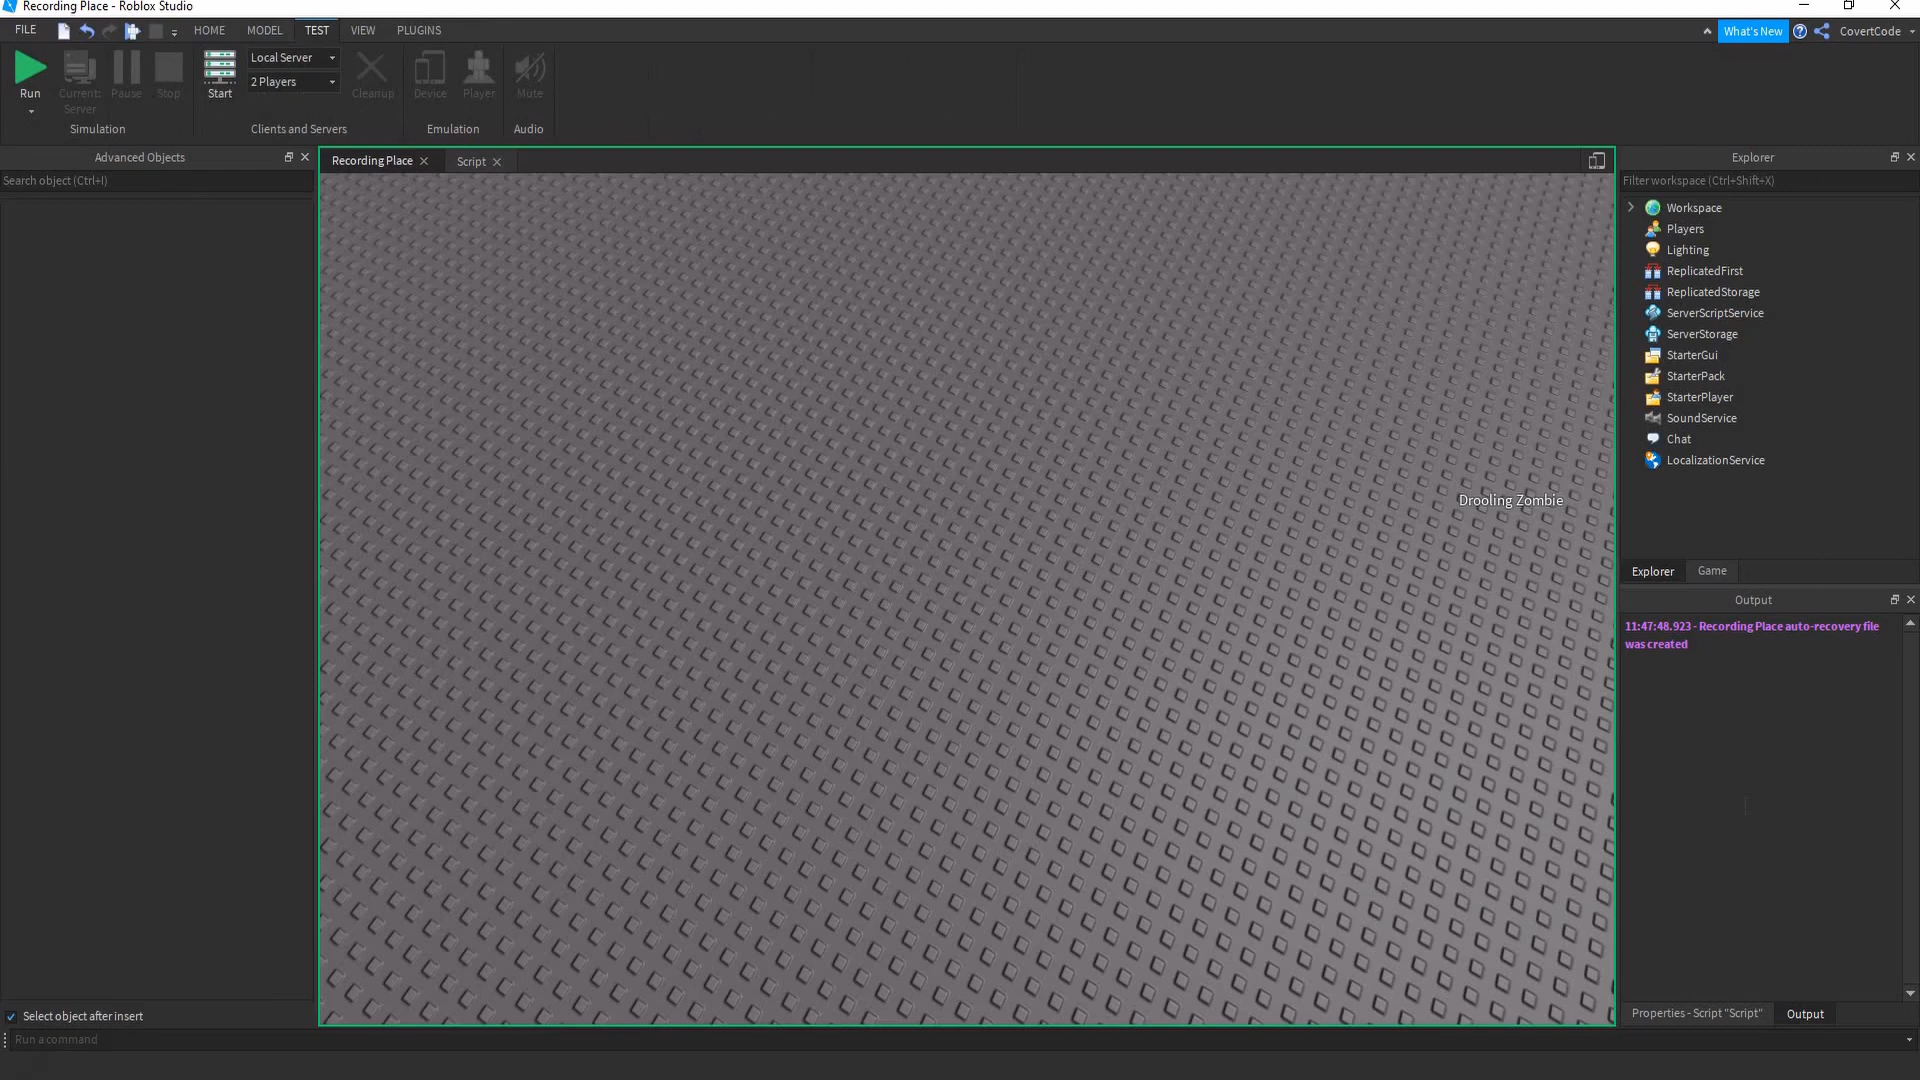 Recording Place - Roblox Studio
FILE HOME MODEL TEST VIEW PLUGINS What's New CovertCode
Run Current: Server Pause Stop Start Local Server 2 Players Cleanup Device Player Mute
Simulation Clients and Servers Emulation Audio
Advanced Objects
Search object (Ctrl+I)
Recording Place Script
Drooling Zombie
Explorer
Filter workspace (Ctrl+Shift+X)
Workspace
Players
Lighting
ReplicatedFirst
ReplicatedStorage
ServerScriptService
ServerStorage
StarterGui
StarterPack
StarterPlayer
SoundService
Chat
LocalizationService
Explorer Game
Output
11:47:48.923 - Recording Place auto-recovery file
was created
Properties - Script "Script" Output
Select object after insert
Run a command